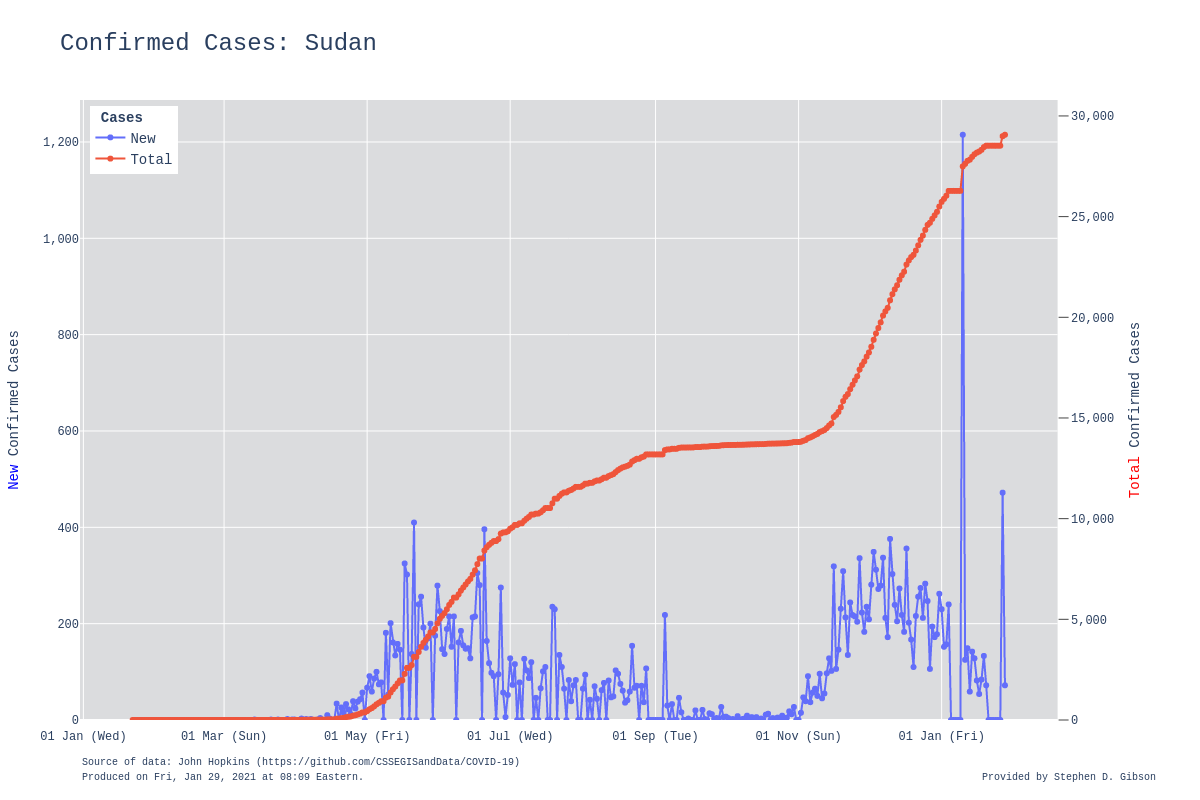 Confirmed Cases: Sudan
Cases
New
Total
1,200
1,000
800
600
400
200
0
30,000
25,000
20,000
15,000
10,000
5,000
0
New Confirmed Cases
Total Confirmed Cases
01 Jan (Wed) 01 Mar (Sun) 01 May (Fri) 01 Jul (Wed) 01 Sep (Tue) 01 Nov (Sun) 01 Jan (Fri)
Source of data: John Hopkins (https://github.com/CSSEGISandData/COVID-19)
Produced on Fri, Jan 29, 2021 at 08:09 Eastern.
Provided by Stephen D. Gibson